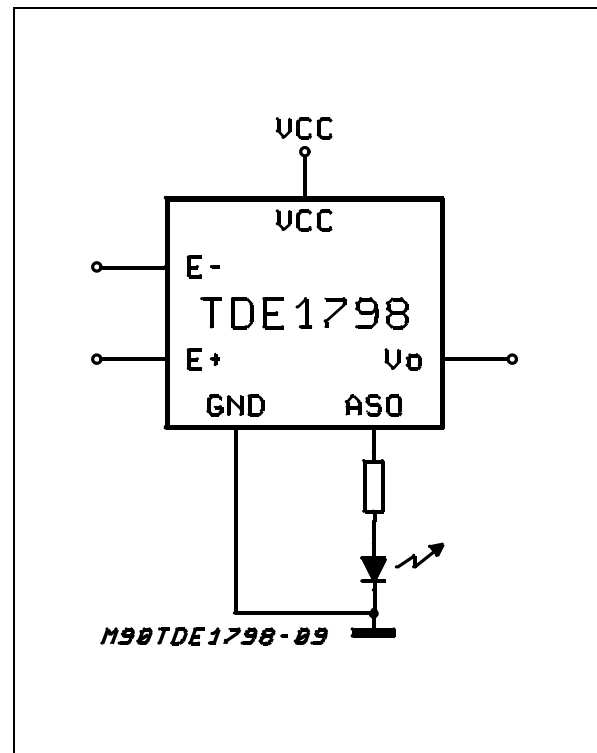 VCC
VCC
E-
TDE1798
E+ Vo
GND ASO
M90TDE1798-09